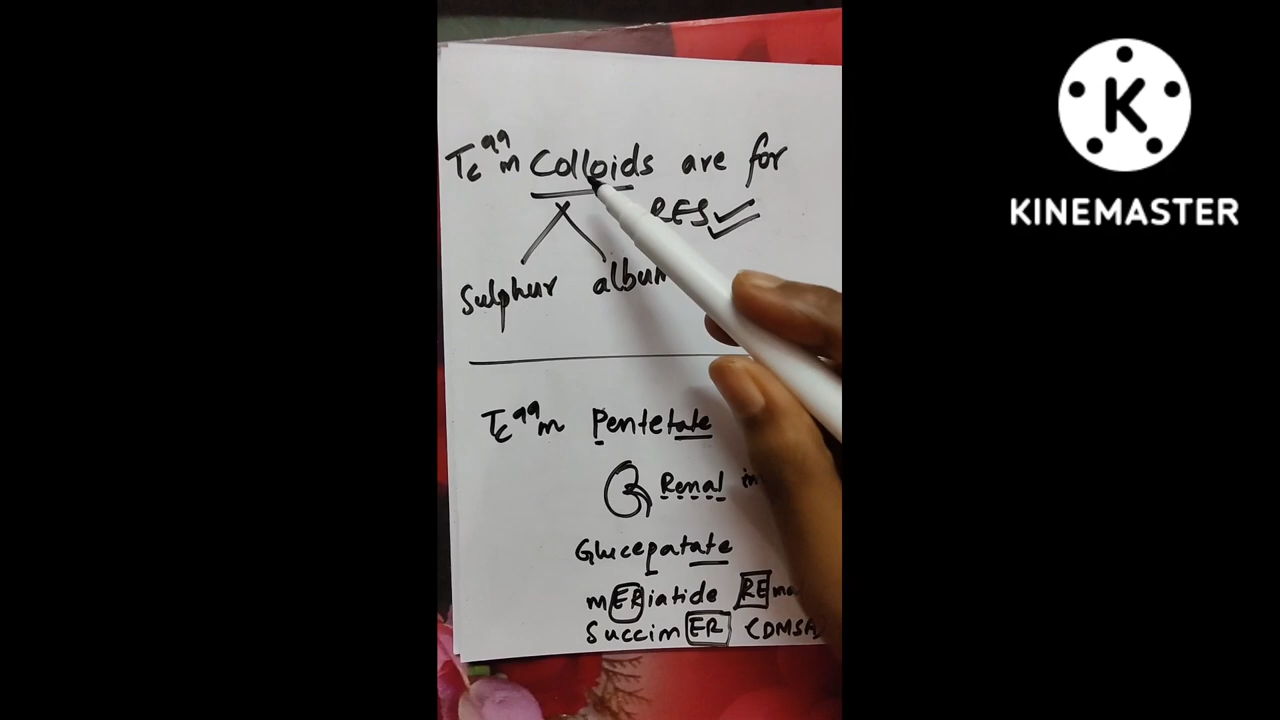 Tc99m Colloids are for
RES
Sulphur album
Tc99m Pentetate
Renal
Glucepatate
mERiatide REna
SuccimER (DMSA
KINEMASTER